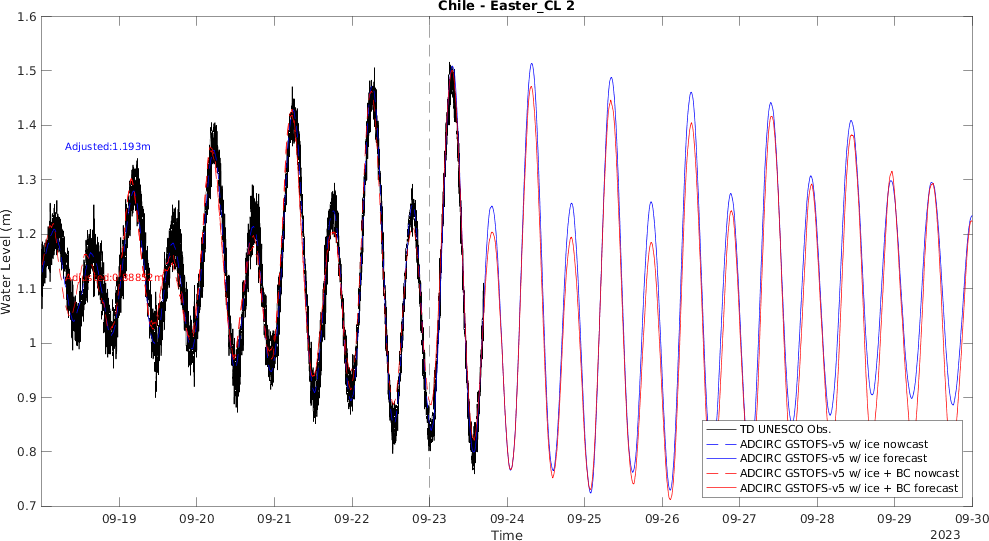 Chile - Easter_CL 2
1.6
1.5
1.4
1.3
1.2
1.1
1
0.9
0.8
0.7
Water Level (m)
Adjusted:1.193m
TD UNESCO Obs.
ADCIRC GSTOFS-v5 w/ ice nowcast
ADCIRC GSTOFS-v5 w/ ice forecast
ADCIRC GSTOFS-v5 w/ ice + BC nowcast
ADCIRC GSTOFS-v5 w/ ice + BC forecast
09-19
09-20
09-21
09-22
09-23
09-24
09-25
09-26
09-27
09-28
09-29
09-30
Time
2023